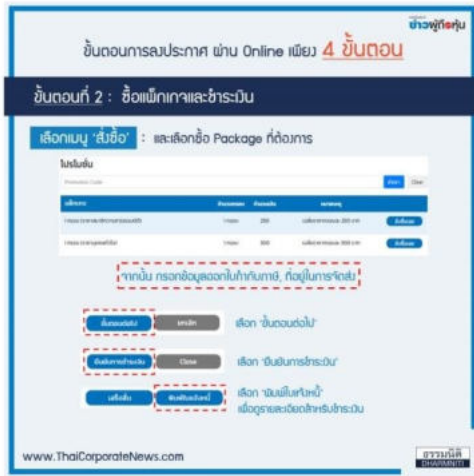 ข่าวผู้ถือหุ้น
ขั้นตอนการลงประกาศ ผ่าน Online เพียง 4 ขั้นตอน
ขั้นตอนที่ 2 : ซื้อแพ็กเกจและชำระเงิน
เลือกเมนู 'สั่งซื้อ' : และเลือกซื้อ Package ที่ต้องการ
โปรโมชั่น
Promotion Code
Clear
แพ็กเกจ
จากนั้น กรอกข้อมูลออกใบกำกับภาษี, ที่อยู่ในการจัดส่ง
ขั้นตอนต่อไป ยกเลิก เลือก 'ขั้นตอนต่อไป'
ยืนยันการชำระเงิน Close เลือก 'ยืนยันการชำระเงิน'
เสร็จสิ้น พิมพ์ใบแจ้งหนี้ เลือก 'พิมพ์ใบแจ้งหนี้'
เพื่อดูรายละเอียดสำหรับชำระเงิน
www.ThaiCorporateNews.com
ธรรมนิติ
DHARMNITI